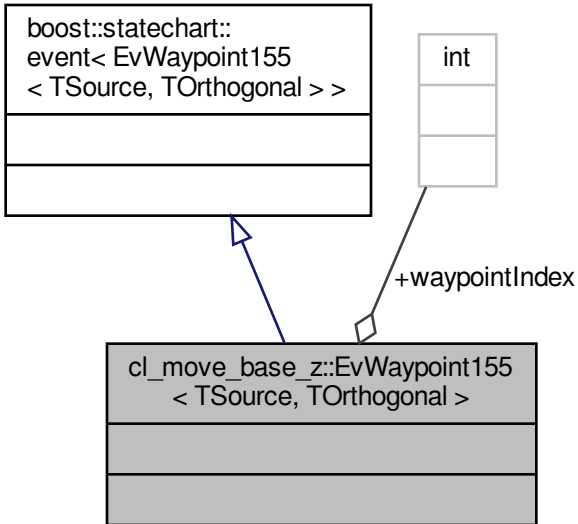 boost::statechart::
event< EvWaypoint155
< TSource, TOrthogonal > >
int
+waypointIndex
cl_move_base_z::EvWaypoint155
< TSource, TOrthogonal >